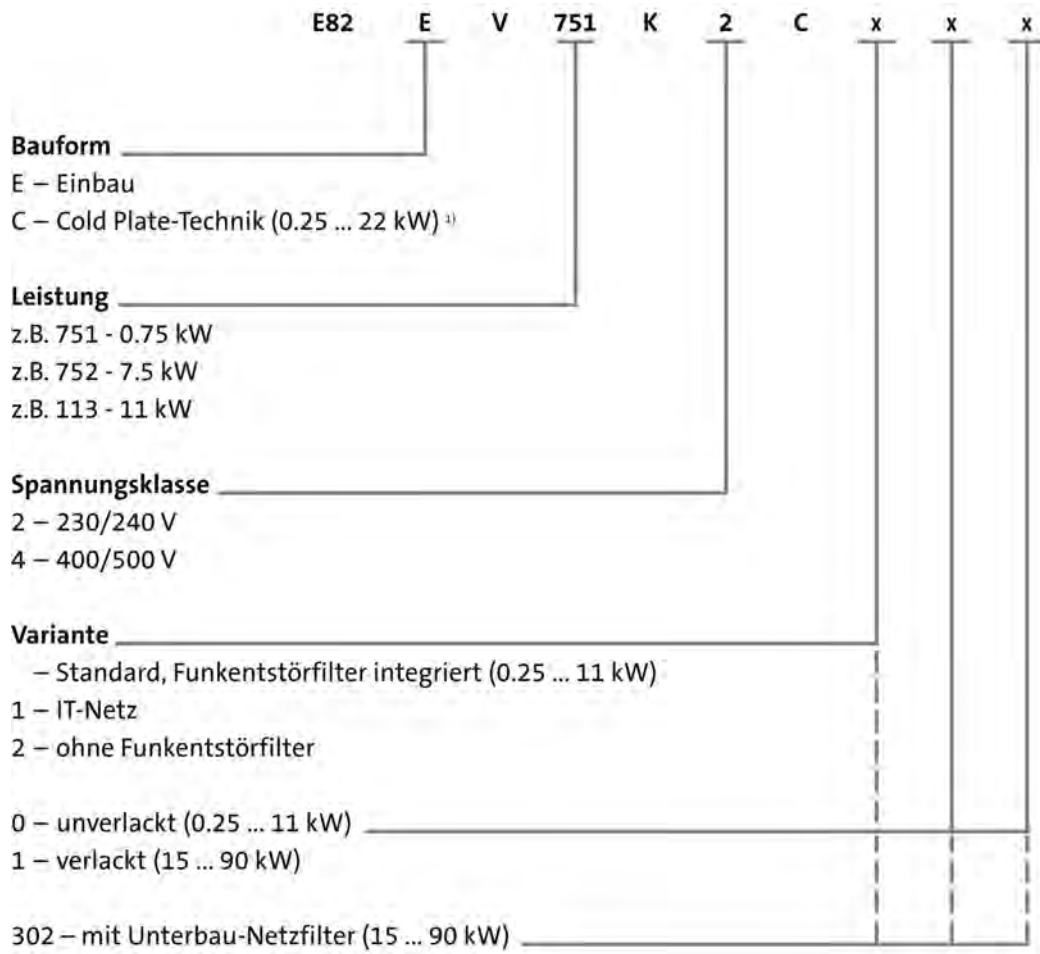 E82 E V 751 K 2 C x x x
Bauform
E – Einbau
C – Cold Plate-Technik (0.25 ... 22 kW) 1)
Leistung
z.B. 751 - 0.75 kW
z.B. 752 - 7.5 kW
z.B. 113 - 11 kW
Spannungsklasse
2 – 230/240 V
4 – 400/500 V
Variante
– Standard, Funkentstörfilter integriert (0.25 ... 11 kW)
1 – IT-Netz
2 – ohne Funkentstörfilter
0 – unverlackt (0.25 ... 11 kW)
1 – verlackt (15 ... 90 kW)
302 – mit Unterbau-Netzfilter (15 ... 90 kW)